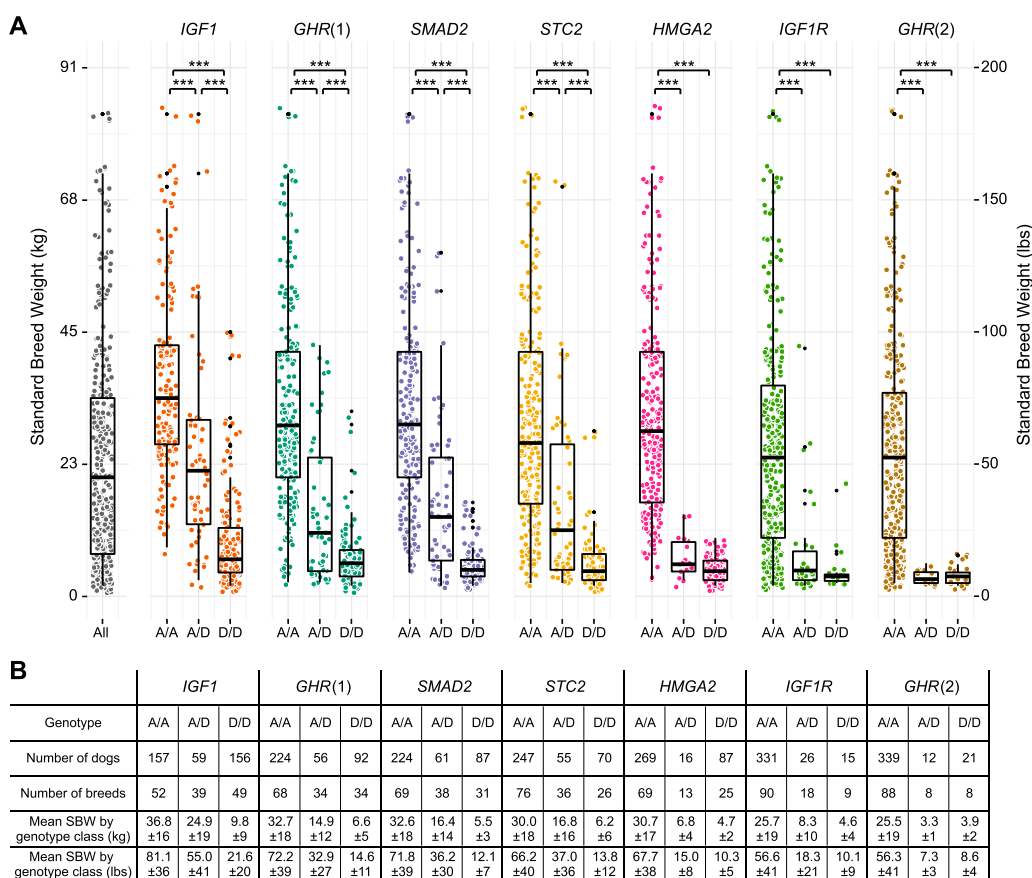 A
IGF1 GHR(1) SMAD2 STC2 HMGA2 IGF1R GHR(2)
*** *** *** *** *** *** ***
*** *** *** *** *** *** *** *** *** *** ***
91 200
68 150
45 100
23 50
0 0
Standard Breed Weight (kg)
Standard Breed Weight (lbs)
All A/A A/D D/D A/A A/D D/D A/A A/D D/D A/A A/D D/D A/A A/D D/D A/A A/D D/D A/A A/D D/D
B
IGF1 GHR(1) SMAD2 STC2 HMGA2 IGF1R GHR(2)
Genotype A/A A/D D/D A/A A/D D/D A/A A/D D/D A/A A/D D/D A/A A/D D/D A/A A/D D/D A/A A/D D/D
Number of dogs 157 59 156 224 56 92 224 61 87 247 55 70 269 16 87 331 26 15 339 12 21
Number of breeds 52 39 49 68 34 34 69 38 31 76 36 26 69 13 25 90 18 9 88 8 8
Mean SBW by 36.8 24.9 9.8 32.7 14.9 6.6 32.6 16.4 5.5 30.0 16.8 6.2 30.7 6.8 4.7 25.7 8.3 4.6 25.5 3.3 3.9
genotype class (kg) ±16 ±19 ±9 ±18 ±12 ±5 ±18 ±14 ±3 ±18 ±16 ±6 ±17 ±4 ±2 ±19 ±10 ±4 ±19 ±1 ±2
Mean SBW by 81.1 55.0 21.6 72.2 32.9 14.6 71.8 36.2 12.1 66.2 37.0 13.8 67.7 15.0 10.3 56.6 18.3 10.1 56.3 7.3 8.6
genotype class (lbs) ±36 ±41 ±20 ±39 ±27 ±11 ±39 ±30 ±7 ±40 ±36 ±12 ±38 ±8 ±5 ±41 ±21 ±9 ±41 ±3 ±4